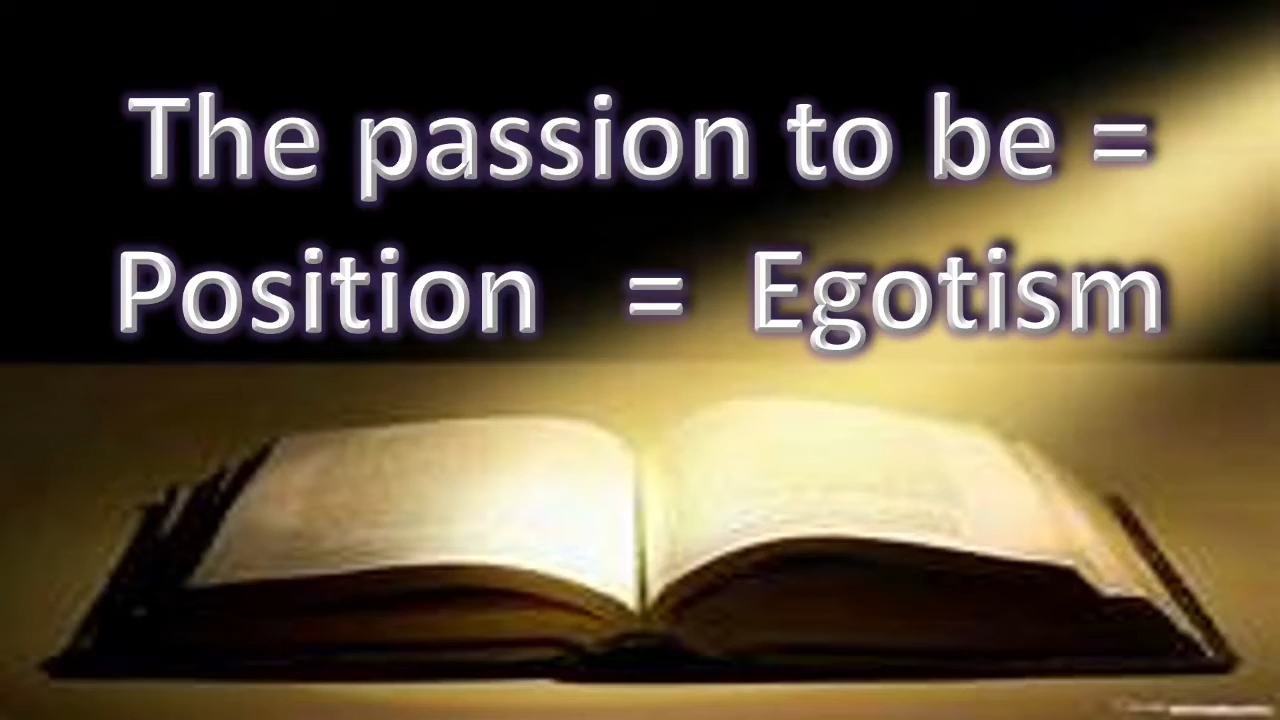 The passion to be =
Position = Egotism